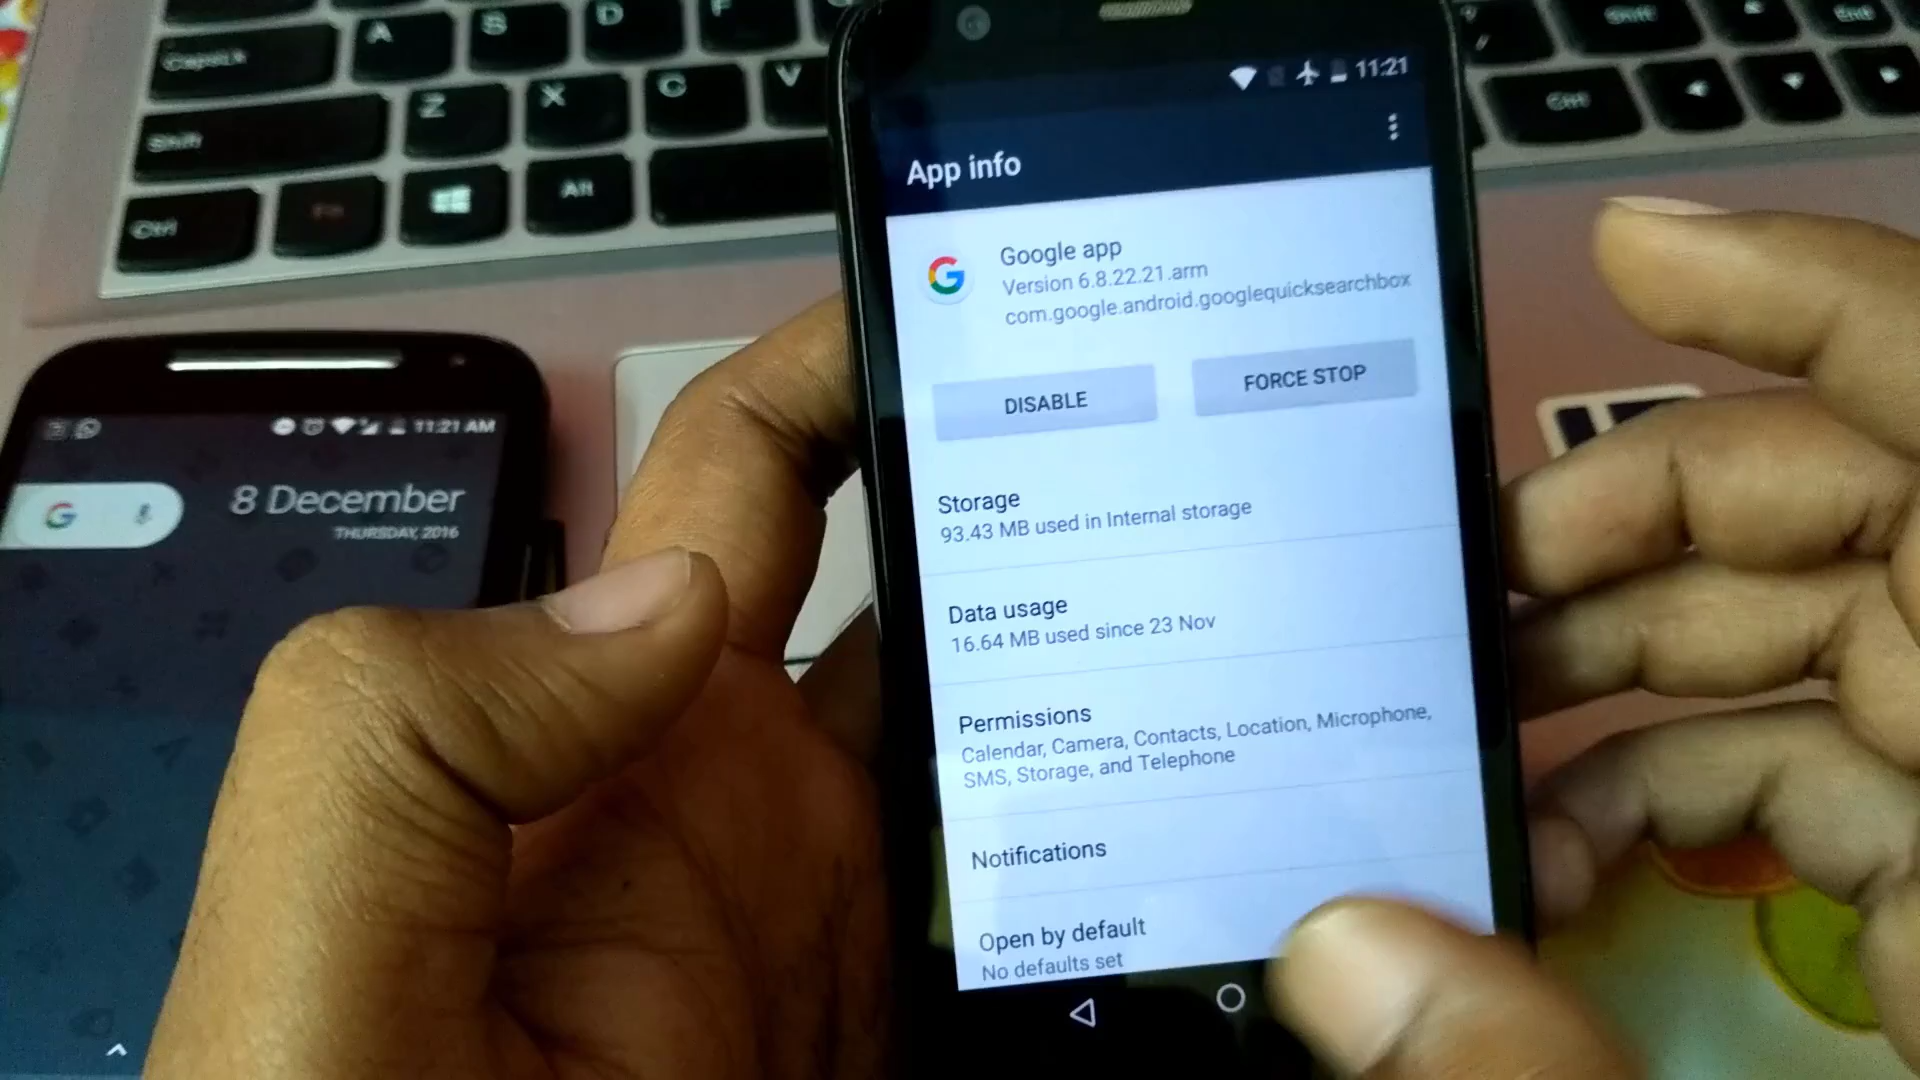 CapsLk
A
S
D
F
Shift
Z
X
C
V
Ctrl
Fn
Alt
Shift
End
Ctrl
11:21 AM
G
8 December
THURSDAY, 2016
11:21
App info
G
Google app
Version 6.8.22.21.arm
com.google.android.googlequicksearchbox
DISABLE
FORCE STOP
Storage
93.43 MB used in Internal storage
Data usage
16.64 MB used since 23 Nov
Permissions
Calendar, Camera, Contacts, Location, Microphone,
SMS, Storage, and Telephone
Notifications
Open by default
No defaults set